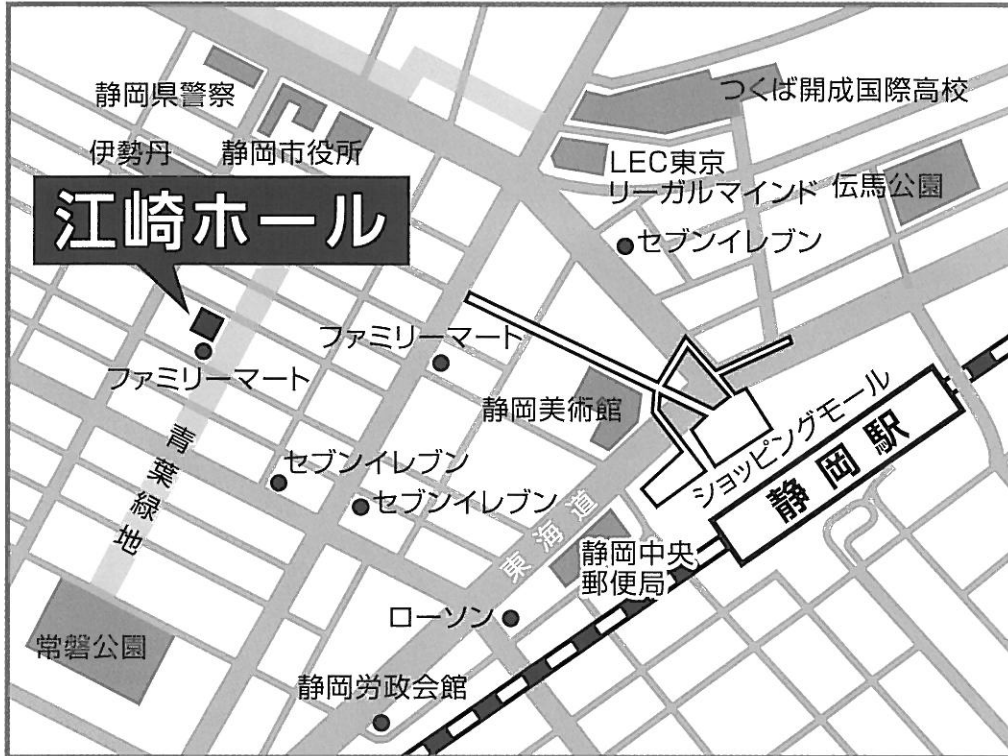 静岡県警察
つくば開成国際高校
伊勢丹
静岡市役所
LEC東京
リーガルマインド
伝馬公園
江崎ホール
セブンイレブン
ファミリーマート
ファミリーマート
静岡美術館
ショッピングモール
静岡駅
青葉緑地
セブンイレブン
セブンイレブン
東海道
静岡中央
郵便局
ローソン
常磐公園
静岡労政会館